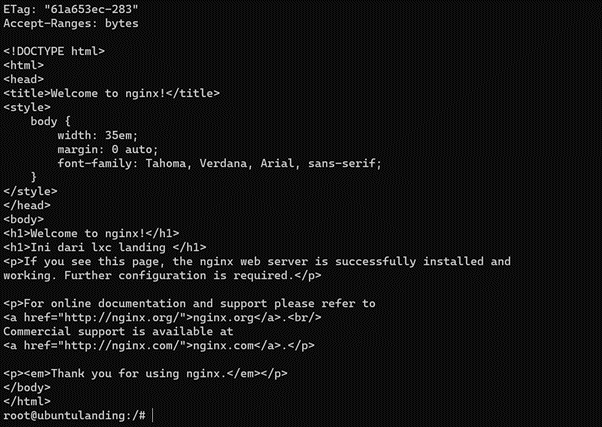 ETag: "61a653ec-283"
Accept-Ranges: bytes

<!DOCTYPE html>
<html>
<head>
<title>Welcome to nginx!</title>
<style>
    body {
        width: 35em;
        margin: 0 auto;
        font-family: Tahoma, Verdana, Arial, sans-serif;
    }
</style>
</head>
<body>
<h1>Welcome to nginx!</h1>
<h1>Ini dari lxc landing </h1>
<p>If you see this page, the nginx web server is successfully installed and
working. Further configuration is required.</p>

<p>For online documentation and support please refer to
<a href="http://nginx.org/">nginx.org</a>.<br/>
Commercial support is available at
<a href="http://nginx.com/">nginx.com</a>.</p>

<p><em>Thank you for using nginx.</em></p>
</body>
</html>
root@ubuntulanding:/#